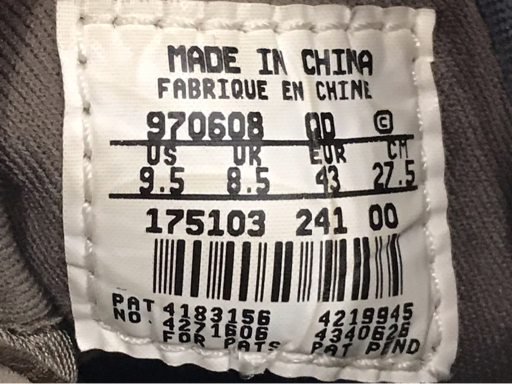 MADE IN CHINA
FABRIQUE EN CHINE
970608 QD ©
US UK EUR CM
9.5 8.5 43 27.5
175103 241 00
PAT 4183156 4219945
NO. 4271606 4340626
FOR PATS PAT PEND